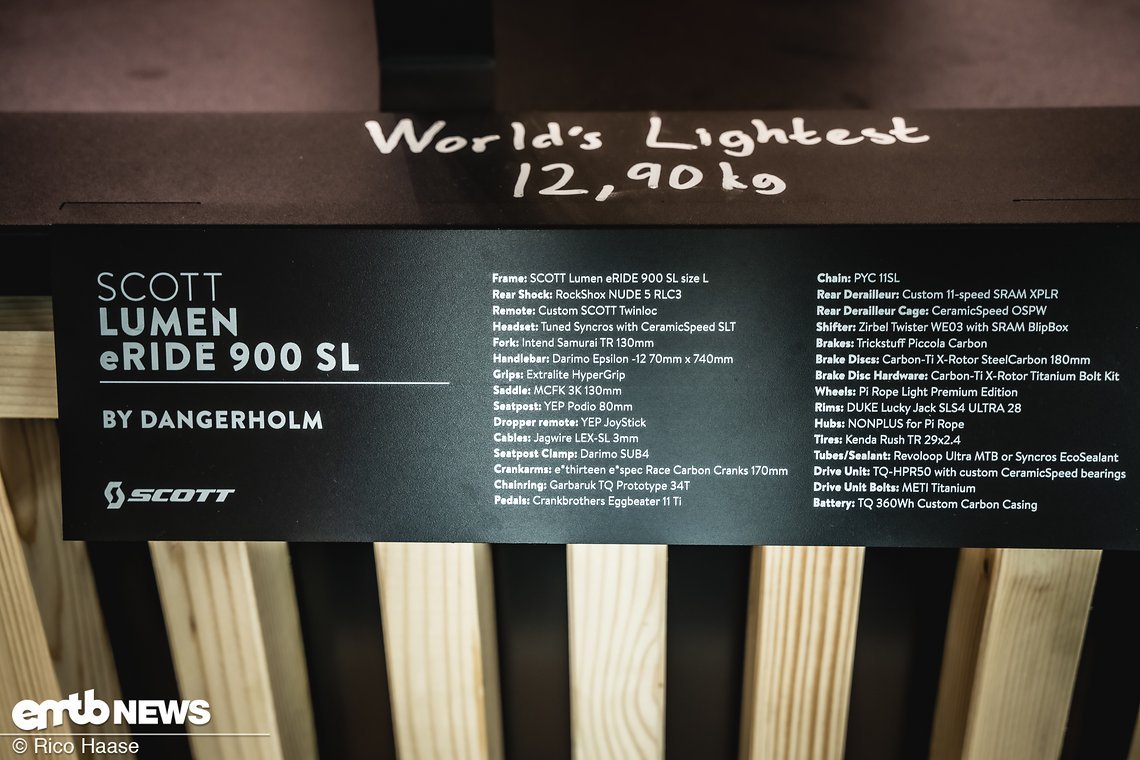 World's Lightest
12,90 kg
SCOTT
LUMEN
eRIDE 900 SL
BY DANGERHOLM
SCOTT
Frame: SCOTT Lumen eRIDE 900 SL size L
Rear Shock: RockShox NUDE 5 RLC3
Remote: Custom SCOTT Twinloc
Headset: Tuned Syncros with CeramicSpeed SLT
Fork: Intend Samurai TR 130mm
Handlebar: Darimo Epsilon -12 70mm x 740mm
Grips: Extralite HyperGrip
Saddle: MCFK 3K 130mm
Seatpost: YEP Podio 80mm
Dropper remote: YEP JoyStick
Cables: Jagwire LEX-SL 3mm
Seatpost Clamp: Darimo SUB4
Crankarms: e*thirteen e*spec Race Carbon Cranks 170mm
Chainring: Garbaruk TQ Prototype 34T
Pedals: Crankbrothers Eggbeater 11 Ti
Chain: PYC 11SL
Rear Derailleur: Custom 11-speed SRAM XPLR
Rear Derailleur Cage: CeramicSpeed OSPW
Shifter: Zirbel Twister WE03 with SRAM BlipBox
Brakes: Trickstuff Piccola Carbon
Brake Discs: Carbon-Ti X-Rotor SteelCarbon 180mm
Brake Disc Hardware: Carbon-Ti X-Rotor Titanium Bolt Kit
Wheels: Pi Rope Light Premium Edition
Rims: DUKE Lucky Jack SLS4 ULTRA 28
Hubs: NONPLUS for Pi Rope
Tires: Kenda Rush TR 29x2.4
Tubes/Sealant: Revoloop Ultra MTB or Syncros EcoSealant
Drive Unit: TQ-HPR50 with custom CeramicSpeed bearings
Drive Unit Bolts: METI Titanium
Battery: TQ 360Wh Custom Carbon Casing
emtb NEWS
© Rico Haase